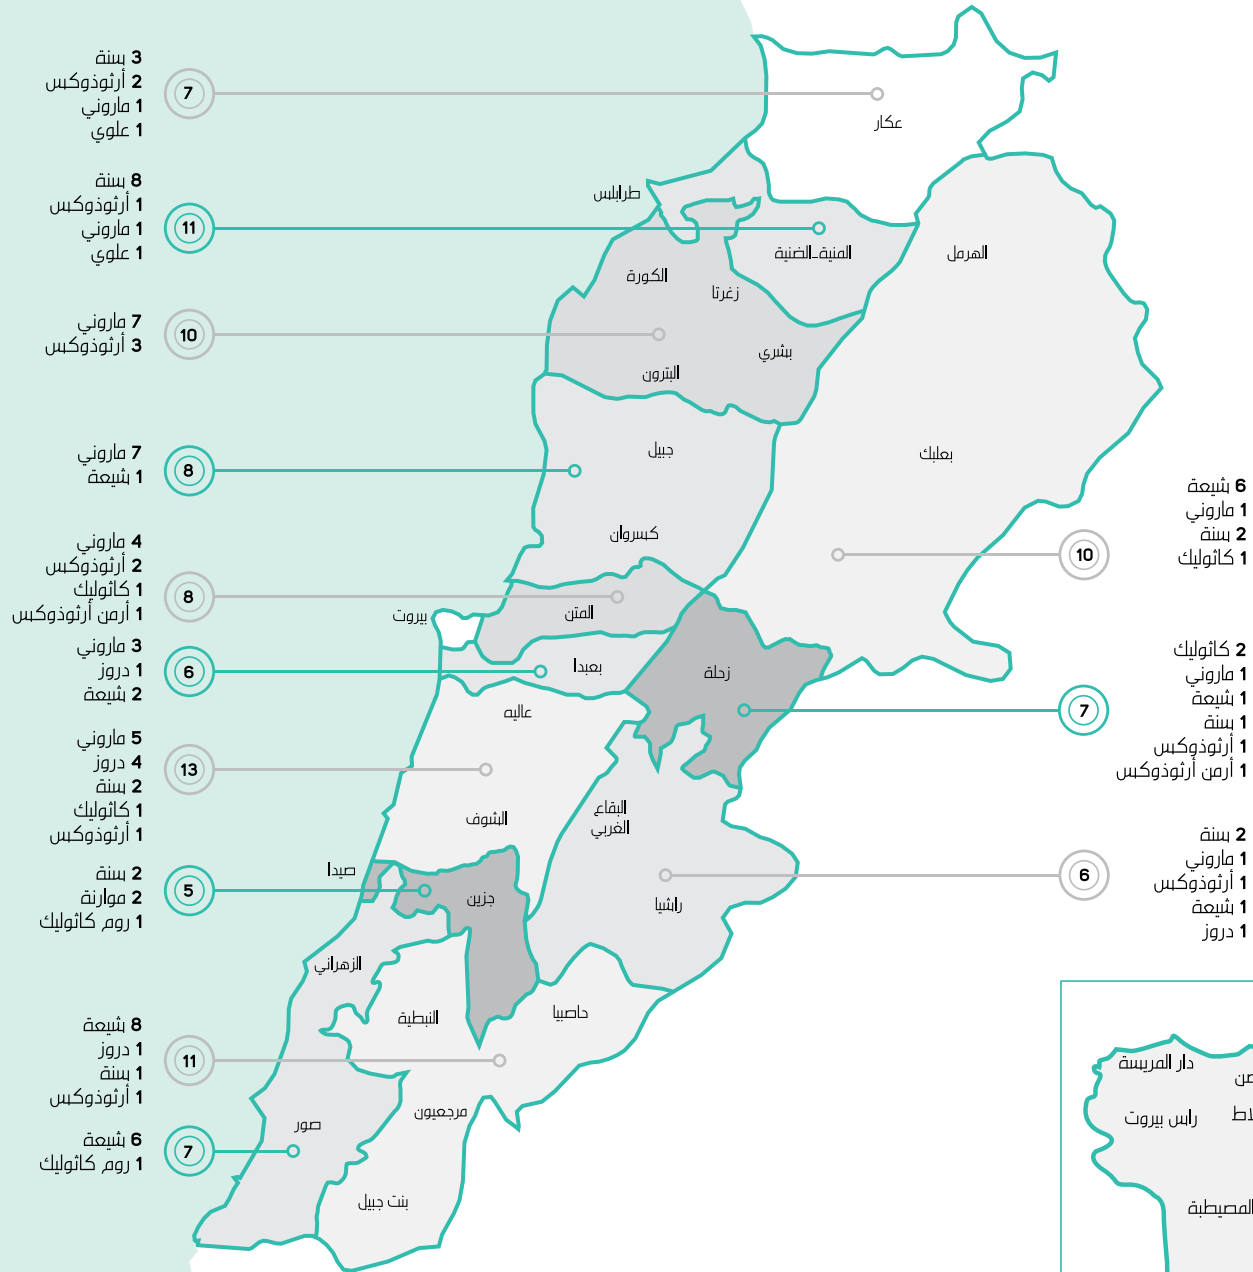 3 سنة
2 أرثوذوكس
1 ماروني
1 علوي
7
عكار
8 سنة
1 أرثوذوكس
1 ماروني
1 علوي
11
طرابلس
المنية-الضنية
الهرمل
الكورة
زغرتا
7 ماروني
3 أرثوذوكس
10
بشري
البترون
7 ماروني
1 شيعة
8
جبيل
كسروان
بعلبك
6 شيعة
1 ماروني
2 سنة
1 كاثوليك
10
4 ماروني
2 أرثوذوكس
1 كاثوليك
1 أرمن أرثوذوكس
8
المتن
بيروت
3 ماروني
1 دروز
2 شيعة
6
بعبدا
زحلة
2 كاثوليك
1 ماروني
1 شيعة
1 سنة
1 أرثوذوكس
1 أرمن أرثوذوكس
7
عاليه
5 ماروني
4 دروز
2 سنة
1 كاثوليك
1 أرثوذوكس
13
الشوف
البقاع
الغربي
2 سنة
1 ماروني
1 أرثوذوكس
1 شيعة
1 دروز
6
صيدا
2 سنة
2 موارنة
1 روم كاثوليك
5
جزين
راشيا
الزهراني
النبطية
حاصبيا
8 شيعة
1 دروز
1 سنة
1 أرثوذوكس
11
مرجعيون
صور
6 شيعة
1 روم كاثوليك
7
بنت جبيل
دار المريسة
راس بيروت
المصيطبة